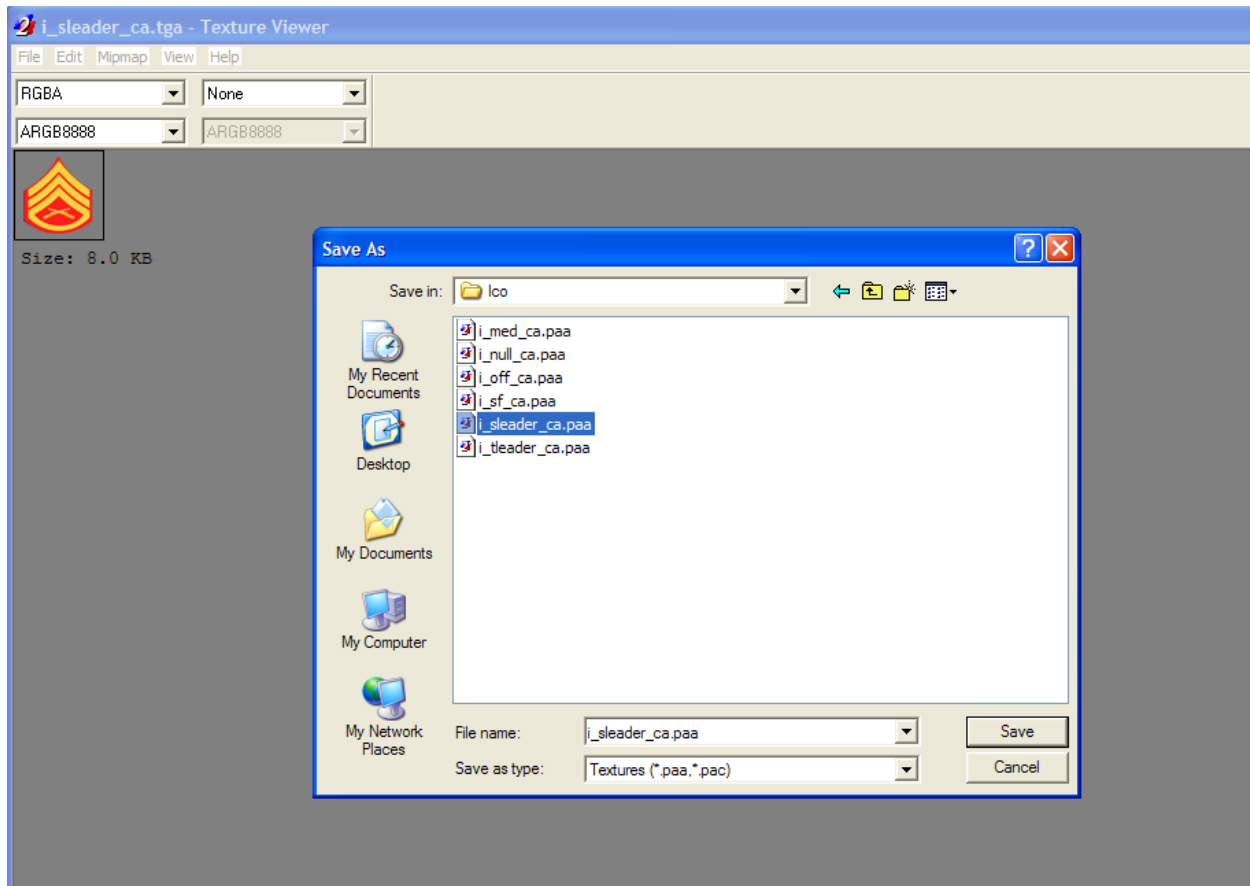 i_sleader_ca.tga - Texture Viewer
File Edit Mipmap View Help
RGBA None
ARGB8888 ARGB8888
Size: 8.0 KB
Save As
Save in: Ico
i_med_ca.paa
i_null_ca.paa
i_off_ca.paa
i_sf_ca.paa
i_sleader_ca.paa
i_tleader_ca.paa
My Recent
Documents
Desktop
My Documents
My Computer
My Network
Places
File name: i_sleader_ca.paa Save
Save as type: Textures (*.paa,*.pac) Cancel